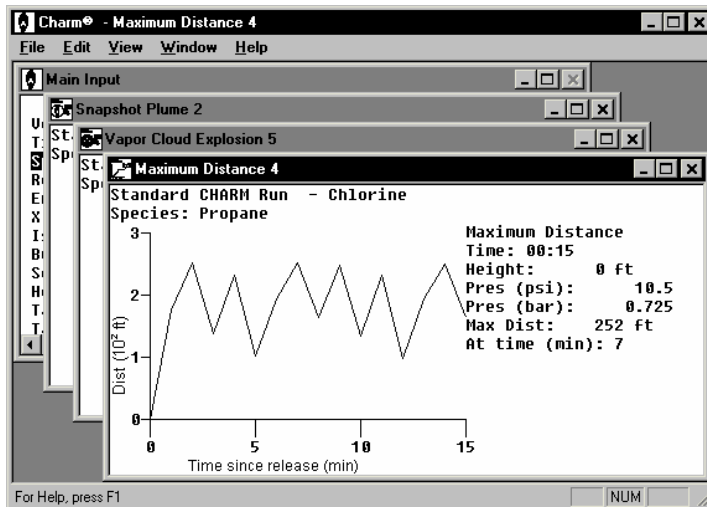 Charm® - Maximum Distance 4
File Edit View Window Help
Main Input
Snapshot Plume 2
Vapor Cloud Explosion 5
Maximum Distance 4
Standard CHARM Run - Chlorine
Species: Propane
Maximum Distance
Time: 00:15
Height: 0 ft
Pres (psi): 10.5
Pres (bar): 0.725
Max Dist: 252 ft
At time (min): 7
3
2
1
0
Dist (10² ft)
0 5 10 15
Time since release (min)
For Help, press F1
NUM